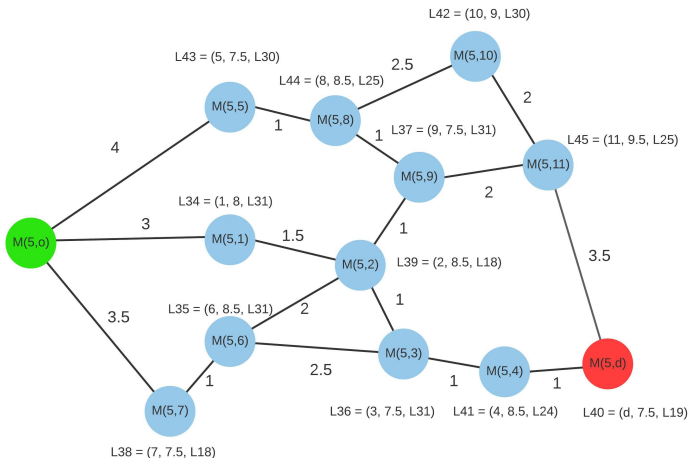 L42 = (10, 9, L30)
M(5,10)
L43 = (5, 7.5, L30)
2.5
L44 = (8, 8.5, L25)
M(5,5)
2
1
M(5,8)
L37 = (9, 7.5, L31)
1
L45 = (11, 9.5, L25)
4
M(5,9)
M(5,11)
2
L34 = (1, 8, L31)
3
M(5,1)
1.5
1
M(5,o)
M(5,2)
L39 = (2, 8.5, L18)
3.5
L35 = (6, 8.5, L31)
2
1
3.5
M(5,6)
M(5,3)
2.5
M(5,4)
M(5,d)
1
1
1
M(5,7)
L36 = (3, 7.5, L31)
L41 = (4, 8.5, L24)
L40 = (d, 7.5, L19)
L38 = (7, 7.5, L18)